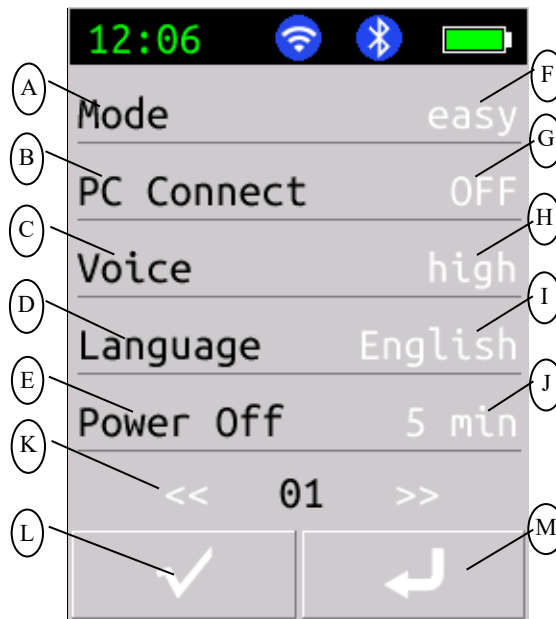 12:06
A Mode easy F
B PC Connect OFF G
C Voice high H
D Language English I
E Power Off 5 min J
K << 01 >>
L M